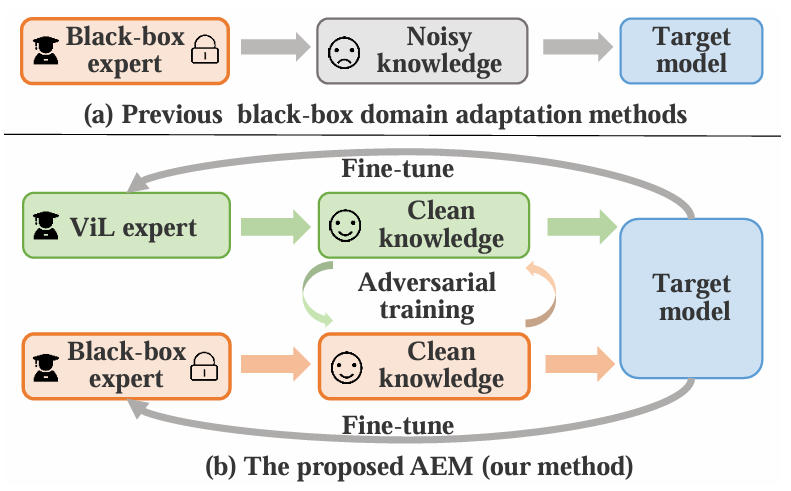 Black-box
expert
Noisy
knowledge
Target
model
(a) Previous black-box domain adaptation methods
Fine-tune
ViL expert
Clean
knowledge
Adversarial
training
Target
model
Black-box
expert
Clean
knowledge
Fine-tune
(b) The proposed AEM (our method)